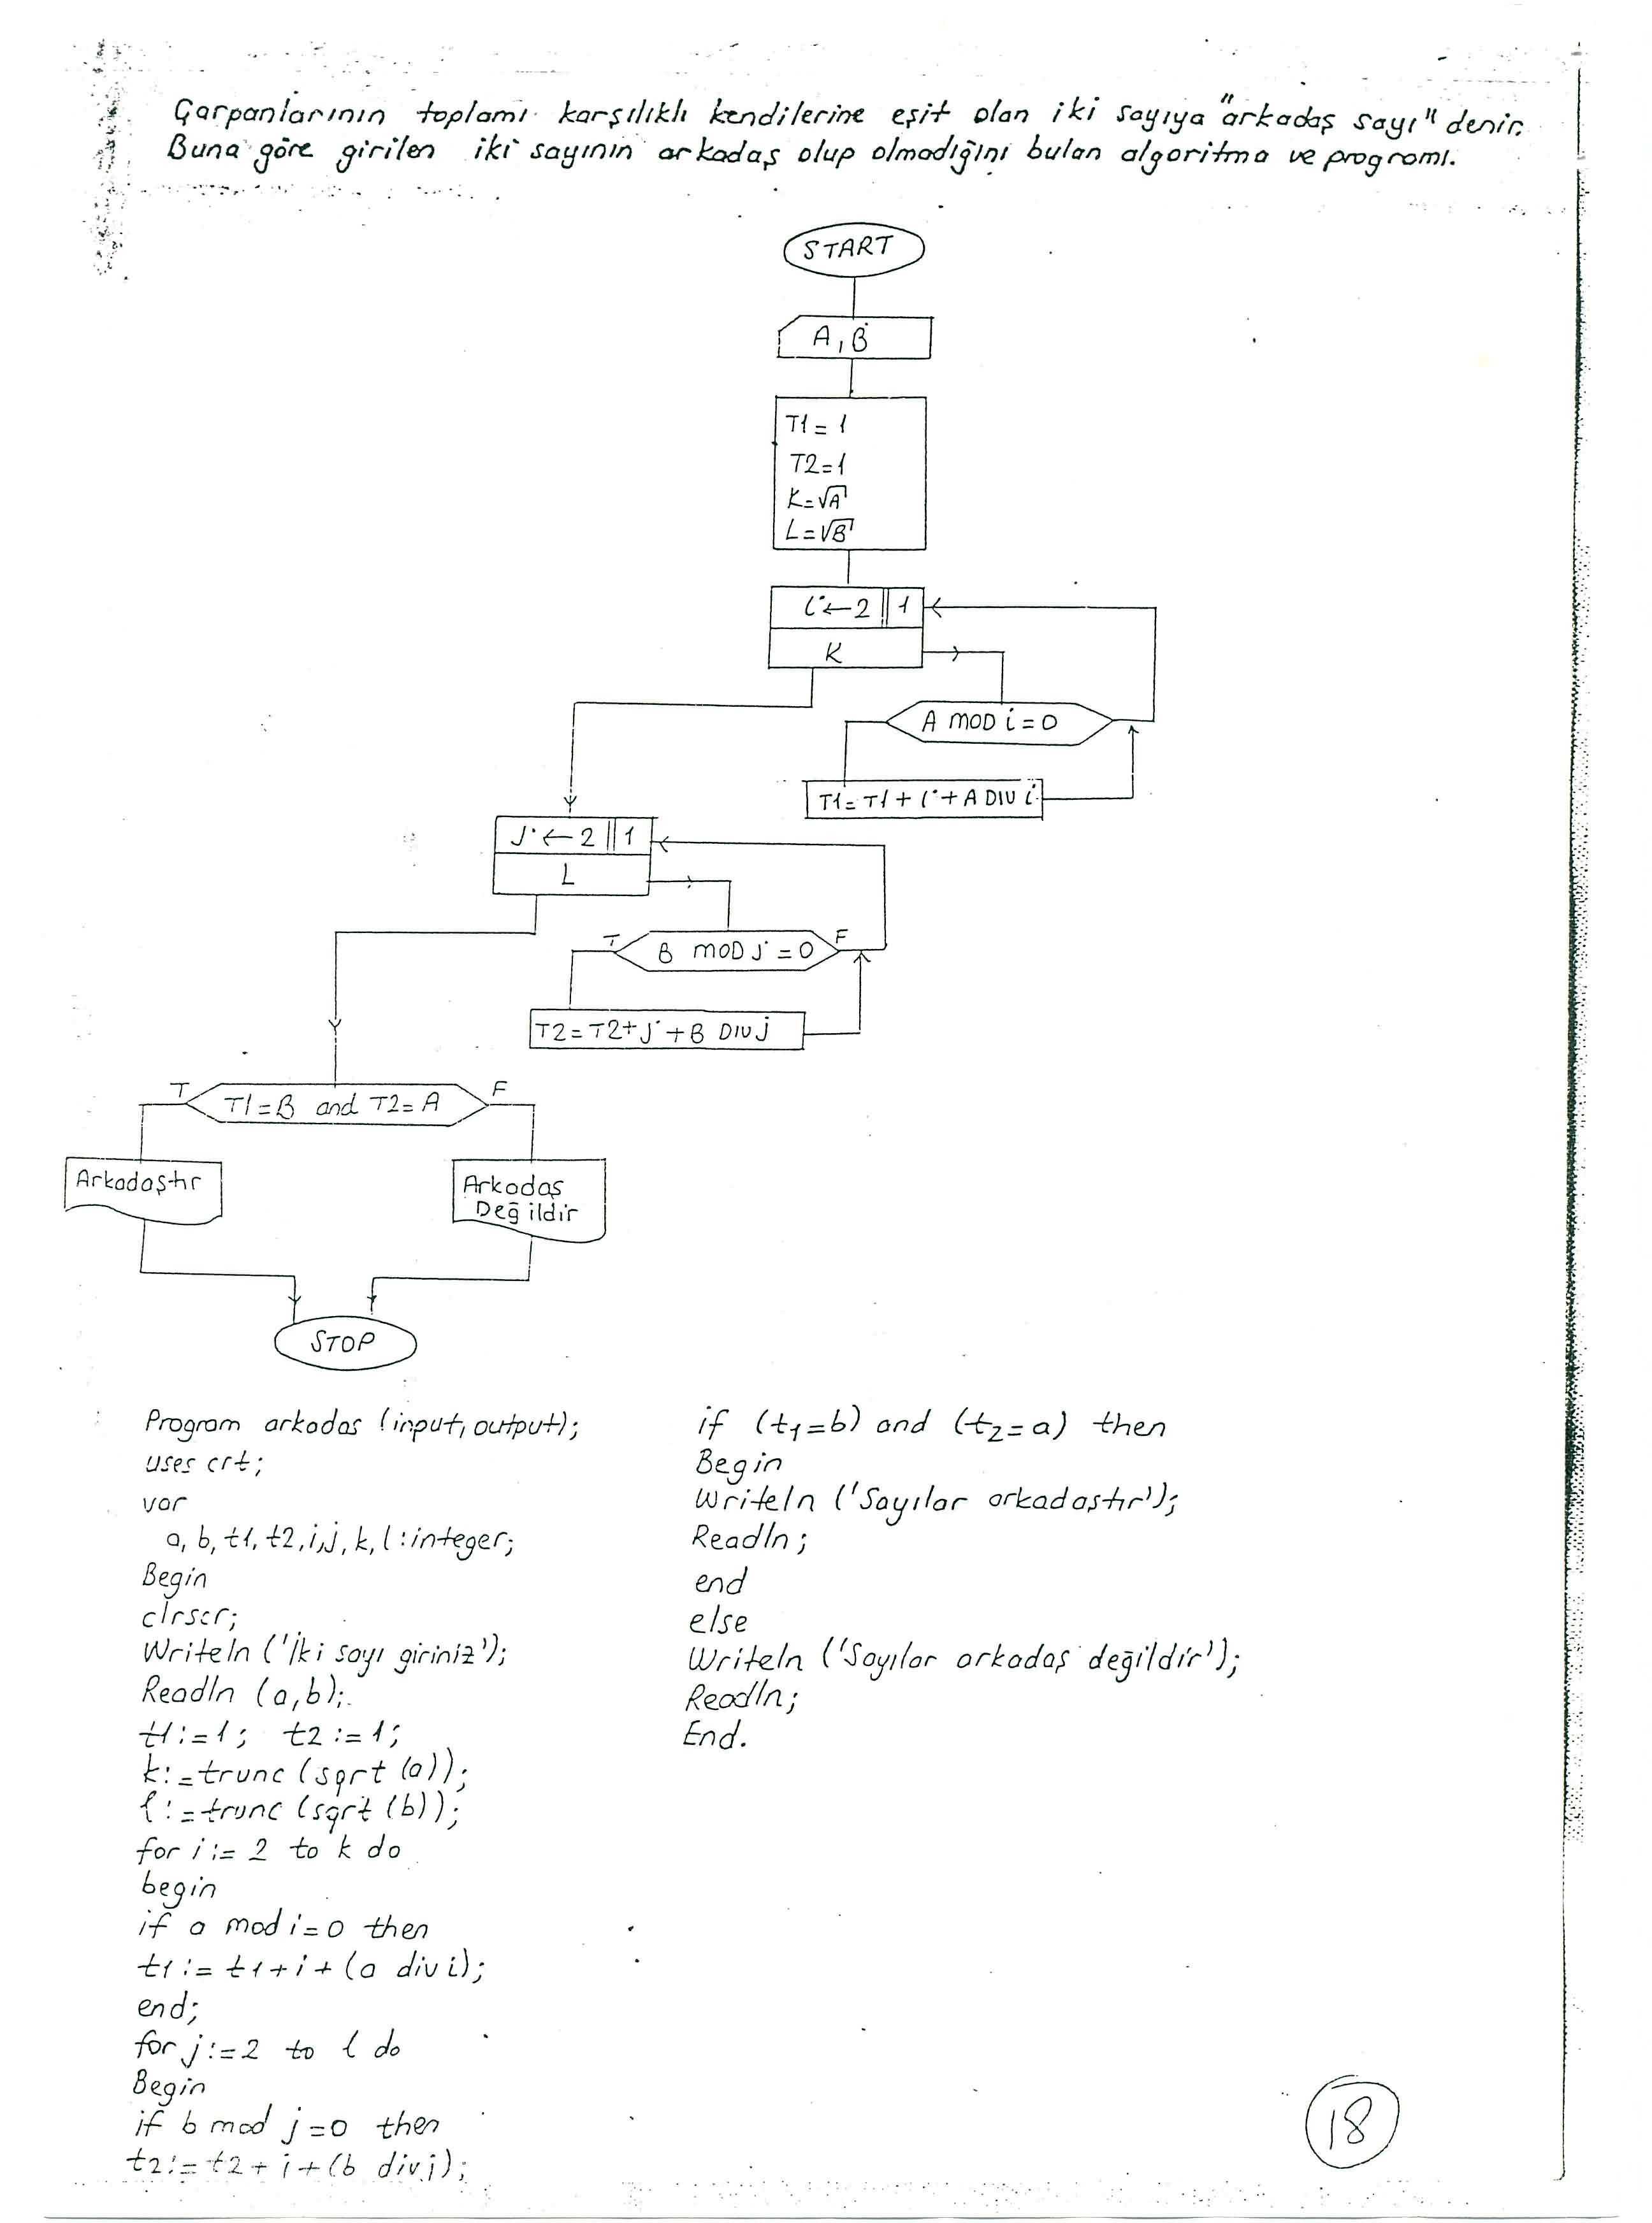 Çarpanlarının toplamı karşılıklı kendilerine eşit olan iki sayıya "arkadaş sayı" denir.
Buna göre girilen iki sayının arkadaş olup olmadığını bulan algoritma ve programı.
START
A, B
T1 = 1
T2 = 1
K = √A
L = √B
i ← 2 || 1
K
A MOD i = 0
T1 = T1 + i + A DIV i
J ← 2 || 1
L
T B MOD j = 0 F
T2 = T2 + j + B DIV j
T T1 = B and T2 = A F
Arkadaştır
Arkadaş
Değildir
STOP
Program arkadas (input, output);
uses crt;
var
a, b, t1, t2, i, j, k, l : integer;
Begin
clrscr;
Writeln ('İki sayı giriniz');
Readln (a,b);
t1 := 1; t2 := 1;
k := trunc (sqrt (a));
l := trunc (sqrt (b));
for i := 2 to k do
begin
if a mod i = 0 then
t1 := t1 + i + (a div i);
end;
for j := 2 to l do
Begin
if b mod j = 0 then
t2 := t2 + j + (b div j);
if (t1 = b) and (t2 = a) then
Begin
Writeln ('Sayılar arkadaştır');
Readln;
end
else
Writeln ('Sayılar arkadaş değildir');
Readln;
End.
18